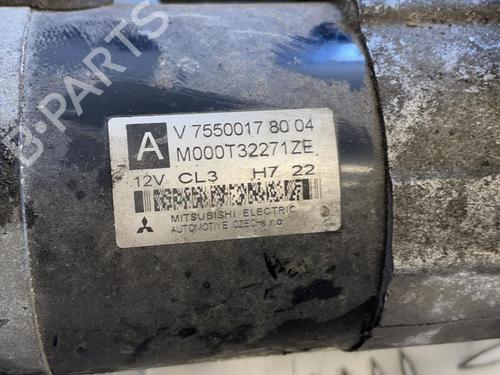 B-PARTS
A
V 7550017 80 04
M000T32271ZE
12V CL3 H7 22
MITSUBISHI ELECTRIC
AUTOMOTIVE CZECH s.r.o